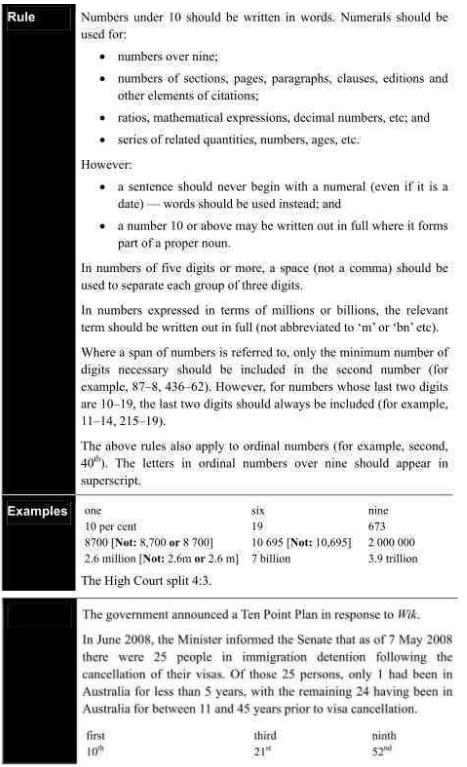 Rule
Numbers under 10 should be written in words. Numerals should be
used for:
• numbers over nine;
• numbers of sections, pages, paragraphs, clauses, editions and
other elements of citations;
• ratios, mathematical expressions, decimal numbers, etc; and
• series of related quantities, numbers, ages, etc.
However:
• a sentence should never begin with a numeral (even if it is a
date) — words should be used instead; and
• a number 10 or above may be written out in full where it forms
part of a proper noun.
In numbers of five digits or more, a space (not a comma) should be
used to separate each group of three digits.
In numbers expressed in terms of millions or billions, the relevant
term should be written out in full (not abbreviated to ‘m’ or ‘bn’ etc).
Where a span of numbers is referred to, only the minimum number of
digits necessary should be included in the second number (for
example, 87–8, 436–62). However, for numbers whose last two digits
are 10–19, the last two digits should always be included (for example,
11–14, 215–19).
The above rules also apply to ordinal numbers (for example, second,
40th). The letters in ordinal numbers over nine should appear in
superscript.
Examples
one six nine
10 per cent 19 673
8700 [Not: 8,700 or 8 700] 10 695 [Not: 10,695] 2 000 000
2.6 million [Not: 2.6m or 2.6 m] 7 billion 3.9 trillion
The High Court split 4:3.
The government announced a Ten Point Plan in response to Wik.
In June 2008, the Minister informed the Senate that as of 7 May 2008
there were 25 people in immigration detention following the
cancellation of their visas. Of those 25 persons, only 1 had been in
Australia for less than 5 years, with the remaining 24 having been in
Australia for between 11 and 45 years prior to visa cancellation.
first third ninth
10th 21st 52nd